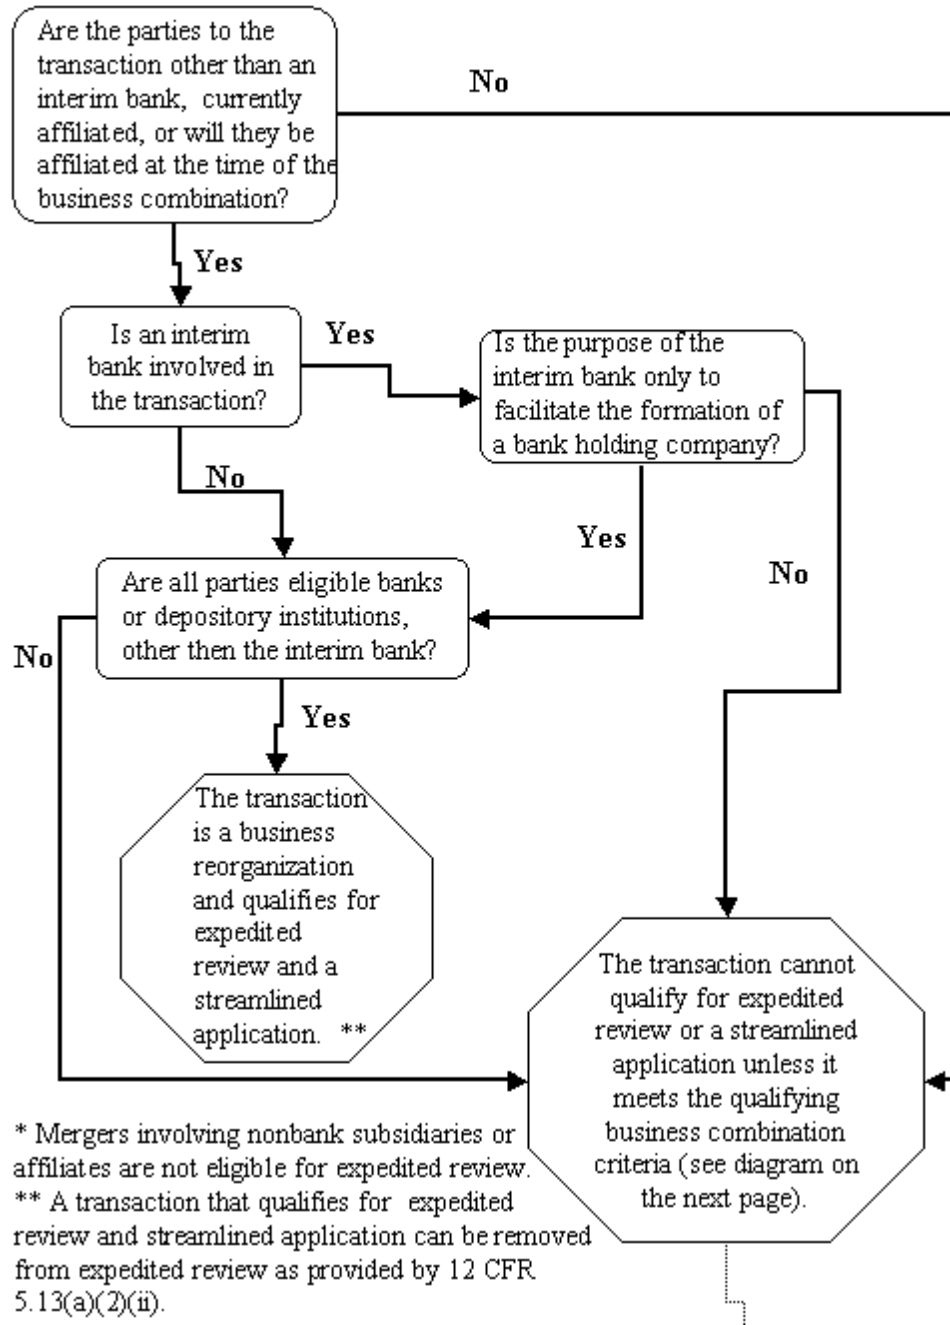 Are the parties to the
transaction other than an
interim bank, currently
affiliated, or will they be
affiliated at the time of the
business combination?
No
Yes
Is an interim
bank involved in
the transaction?
Yes
Is the purpose of the
interim bank only to
facilitate the formation of
a bank holding company?
No
Yes
No
Are all parties eligible banks
or depository institutions,
other then the interim bank?
No
Yes
The transaction
is a business
reorganization
and qualifies for
expedited
review and a
streamlined
application. **
The transaction cannot
qualify for expedited
review or a streamlined
application unless it
meets the qualifying
business combination
criteria (see diagram on
the next page).
* Mergers involving nonbank subsidiaries or
affiliates are not eligible for expedited review.
** A transaction that qualifies for expedited
review and streamlined application can be removed
from expedited review as provided by 12 CFR
5.13(a)(2)(ii).